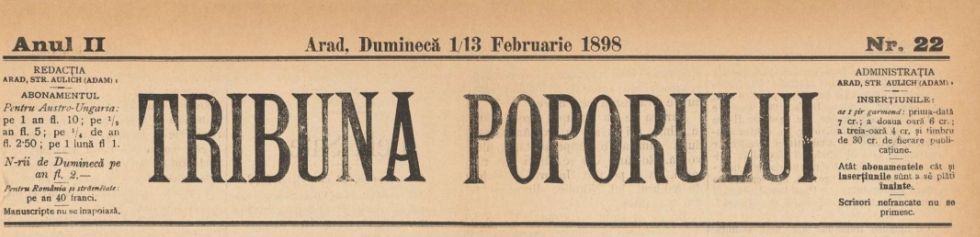 Anul II
Arad, Duminecă 1/13 Februarie 1898
Nr. 22
REDACȚIA
ARAD, STR. AULICH (ADAM)
ABONAMENTUL
Pentru Austro-Ungaria:
pe 1 an fl. 10; pe 1/2
an fl. 5; pe 1/4 de an
fl. 2·50; pe 1 lună fl 1.
N-rii de Duminecă pe
an fl. 2.—
Pentru România și străinătate:
pe an 40 franci.
Manuscripte nu se înapoiază.
TRIBUNA POPORULUI
ADMINISTRAȚIA
ARAD, STR AULICH (ADAM)
INSERȚIUNILE:
de 1 șir garmond: prima-dată
7 cr.; a doaua oară 6 cr.;
a treia-oară 4 cr, și timbru
de 30 cr. de fiecare publi-
cațiune.
Atât abonamentele cât și
inserțiunile sunt a se plăti
înainte.
Scrisori nefrancate nu se
primesc.